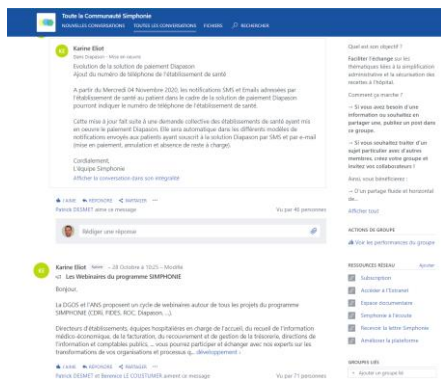 Toute la Communauté Simphonie
NOUVELLES CONVERSATIONS TOUTES LES CONVERSATIONS FICHIERS RECHERCHER
KE
Karine Eliot
Dans Diapason - Mise en oeuvre
Evolution de la solution de paiement Diapason
Ajout du numéro de téléphone de l'établissement de santé
A partir du Mercredi 04 Novembre 2020, les notifications SMS et Emails adressées par
l'établissement de santé au patient dans le cadre de la solution de paiement Diapason
pourront indiquer le numéro de téléphone de l'établissement de santé.
Cette mise à jour fait suite à une demande collective des établissements de santé ayant mis
en oeuvre le paiement Diapason. Elle sera automatique dans les différents modèles de
notifications envoyés aux patients ayant souscrit à la solution Diapason par SMS et par e-mail
(mise en paiement, annulation et absence de reste à charge).
Cordialement,
L'équipe Simphonie
Afficher la conversation dans son intégralité
J'AIME RÉPONDRE PARTAGER ...
Patrick DESMET aime ce message Vu par 40 personnes
Rédiger une réponse
KE
Karine Eliot – 28 Octobre à 10:25 – Modifié
Les Webinaires du programme SIMPHONIE
Bonjour,
La DGOS et l'ANS proposent un cycle de webinaires autour de tous les projets du programme
SIMPHONIE (CDRi, FIDES, ROC, Diapason, ...).
Directeurs d'établissements, équipes hospitalières en charge de l'accueil, du recueil de l'information
médico-économique, de la facturation, du recouvrement et de gestion de la trésorerie, directions de
l'information et comptables publics, ... vous pourrez participer et échanger avec nos experts sur les
transformations de vos organisations et processus q... développement ›
J'AIME RÉPONDRE PARTAGER ...
Patrick DESMET et Berenice LE COUSTUMER aiment ce message Vu par 71 personnes
Quel est son objectif ?
Faciliter l'échange sur les
thématiques liées à la simplification
administrative et la sécurisation des
recettes à l'hôpital.
Comment ça marche ?
– Si vous avez besoin d'une
information ou souhaitez en
partager une, publiez un post dans
ce groupe.
– Si vous souhaitez traiter d'un
sujet particulier avec d'autres
membres, créez votre groupe et
invitez vos collaborateurs !
Ainsi, vous bénéficierez :
– D'un partage fluide et horizontal
de...
Afficher tout
ACTIONS DE GROUPE
Voir les performances du groupe
RESSOURCES RÉSEAU Ajouter
Subscription
Accéder à l'Extranet
Espace documentaire
Simphonie à l'écoute
Recevoir la lettre Simphonie
Améliorer la plateforme
GROUPES LIÉS
+ Ajouter un groupe lié